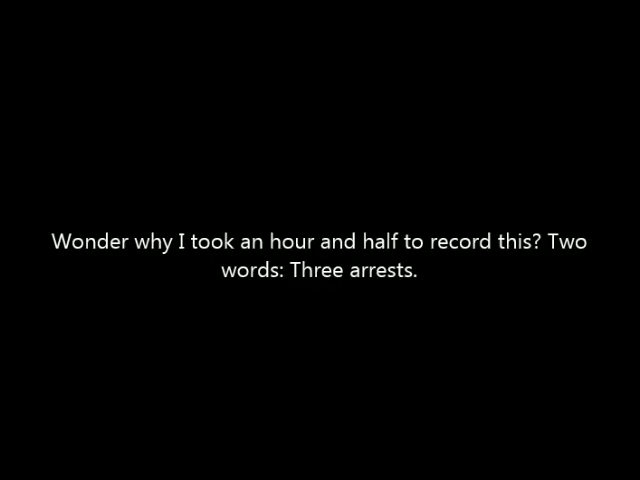 Wonder why I took an hour and half to record this? Two
words: Three arrests.